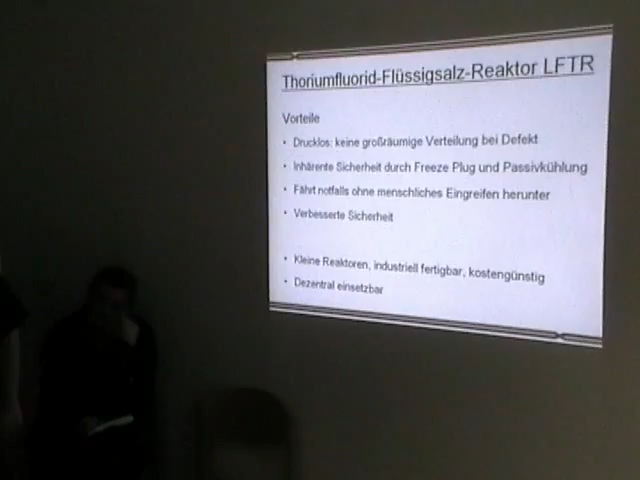 Thoriumfluorid-Flüssigsalz-Reaktor LFTR
Vorteile
• Drucklos: keine großräumige Verteilung bei Defekt
• Inhärente Sicherheit durch Freeze Plug und Passivkühlung
• Fährt notfalls ohne menschliches Eingreifen herunter
• Verbesserte Sicherheit
• Kleine Reaktoren, industriell fertigbar, kostengünstig
• Dezentral einsetzbar